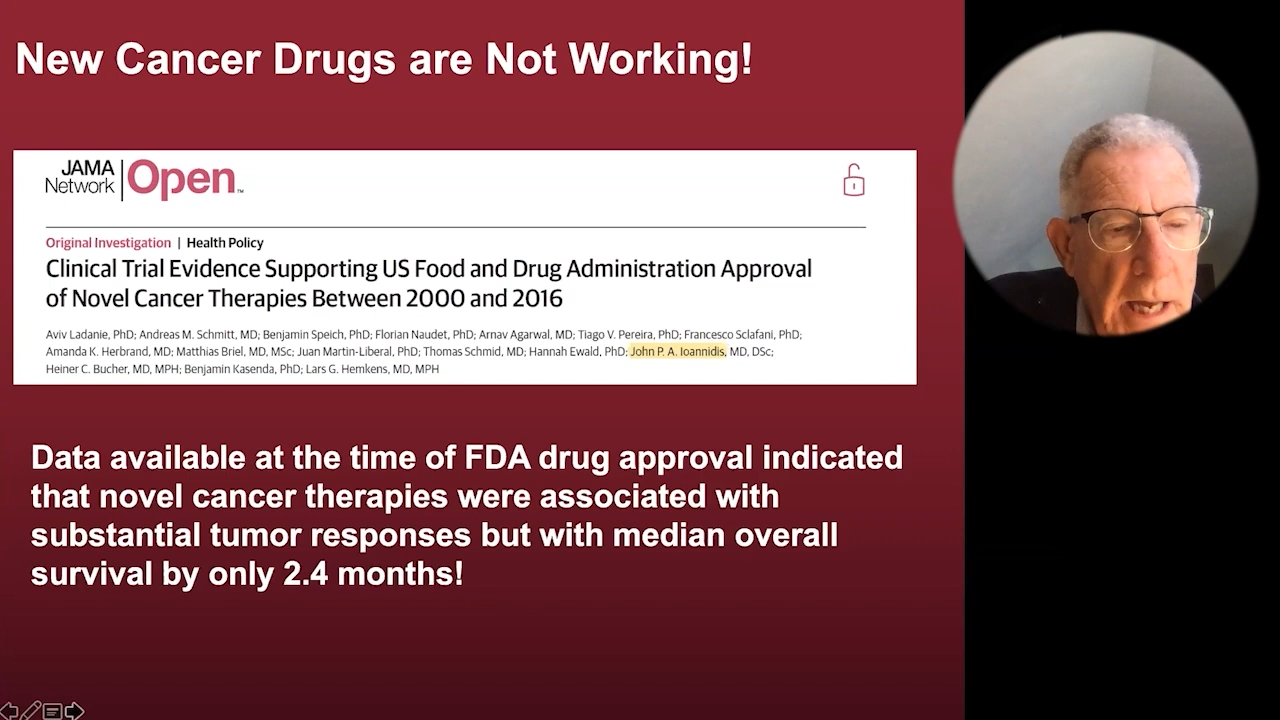 New Cancer Drugs are Not Working!
JAMA Network | Open™
Original Investigation | Health Policy
Clinical Trial Evidence Supporting US Food and Drug Administration Approval
of Novel Cancer Therapies Between 2000 and 2016
Aviv Ladanie, PhD; Andreas M. Schmitt, MD; Benjamin Speich, PhD; Florian Naudet, PhD; Arnav Agarwal, MD; Tiago V. Pereira, PhD; Francesco Sclafani, PhD;
Amanda K. Herbrand, MD; Matthias Briel, MD, MSc; Juan Martin-Liberal, PhD; Thomas Schmid, MD; Hannah Ewald, PhD; John P. A. Ioannidis, MD, DSc;
Heiner C. Bucher, MD, MPH; Benjamin Kasenda, PhD; Lars G. Hemkens, MD, MPH
Data available at the time of FDA drug approval indicated
that novel cancer therapies were associated with
substantial tumor responses but with median overall
survival by only 2.4 months!